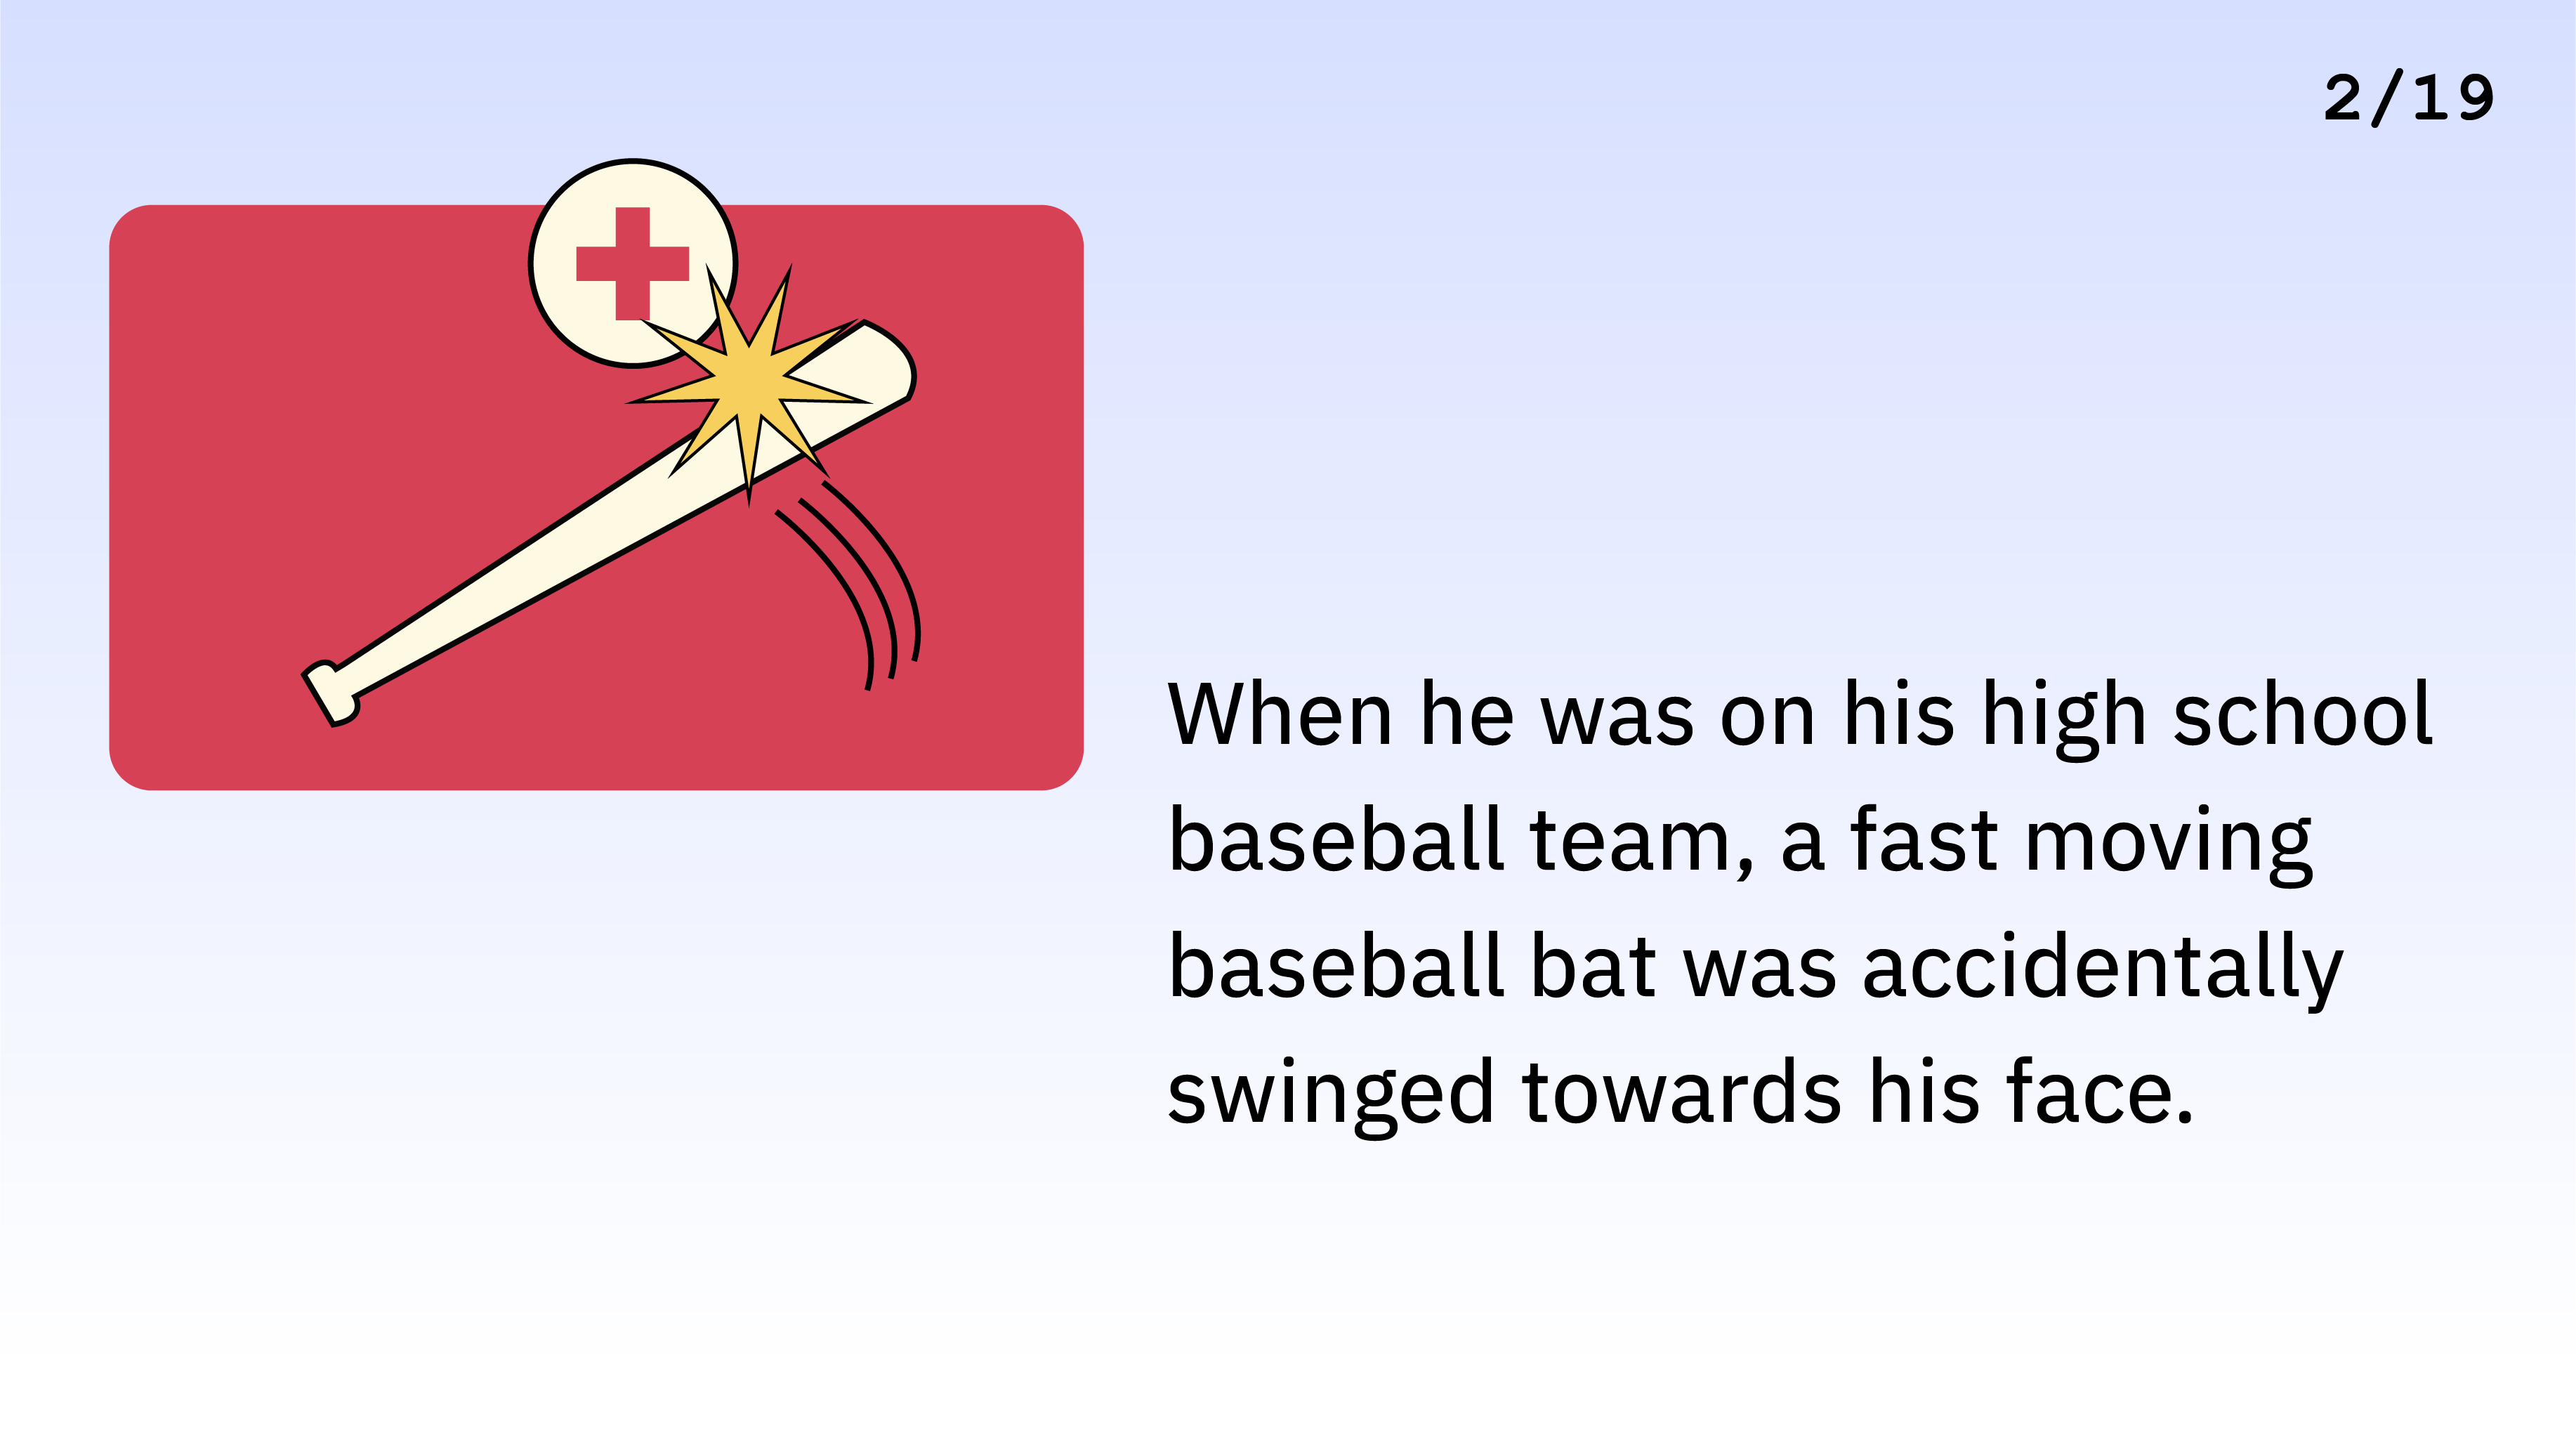 2/19
When he was on his high school
baseball team, a fast moving
baseball bat was accidentally
swinged towards his face.